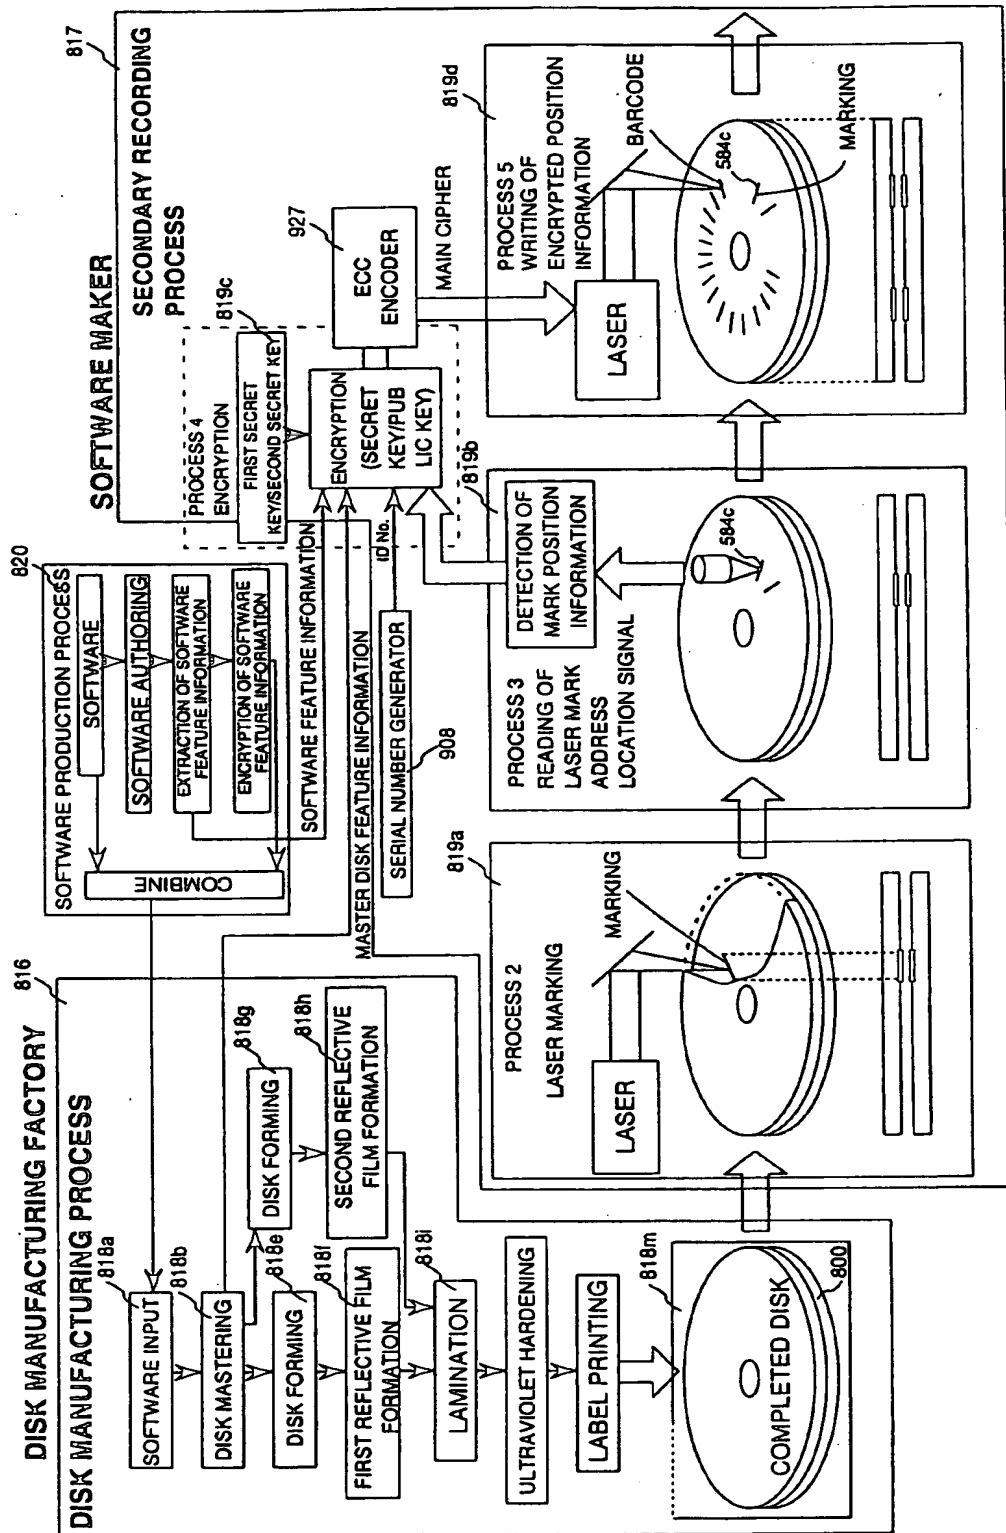 DISK MANUFACTURING FACTORY
816
DISK MANUFACTURING PROCESS
818a
SOFTWARE INPUT
818b
DISK MASTERING
818g
DISK FORMING
818e
DISK FORMING
818h
SECOND REFLECTIVE
FILM FORMATION
818f
FIRST REFLECTIVE FILM
FORMATION
818i
LAMINATION
ULTRAVIOLET HARDENING
LABEL PRINTING
818m
COMPLETED DISK
800
820
SOFTWARE PRODUCTION PROCESS
SOFTWARE
SOFTWARE AUTHORING
EXTRACTION OF SOFTWARE
FEATURE INFORMATION
ENCRYPTION OF SOFTWARE
FEATURE INFORMATION
COMBINE
SOFTWARE FEATURE INFORMATION
MASTER DISK FEATURE INFORMATION
ID No.
SERIAL NUMBER GENERATOR
908
SOFTWARE MAKER
817
SECONDARY RECORDING
PROCESS
PROCESS 4
ENCRYPTION
819c
FIRST SECRET
KEY/SECOND SECRET KEY
ENCRYPTION
(SECRET
KEY/PUB
LIC KEY)
927
ECC
ENCODER
MAIN CIPHER
819a
PROCESS 2
LASER MARKING
LASER
MARKING
819b
PROCESS 3
READING OF
LASER MARK
ADDRESS
LOCATION SIGNAL
DETECTION OF
MARK POSITION
INFORMATION
584c
819d
PROCESS 5
WRITING OF
ENCRYPTED POSITION
INFORMATION
LASER
BARCODE
584c
MARKING